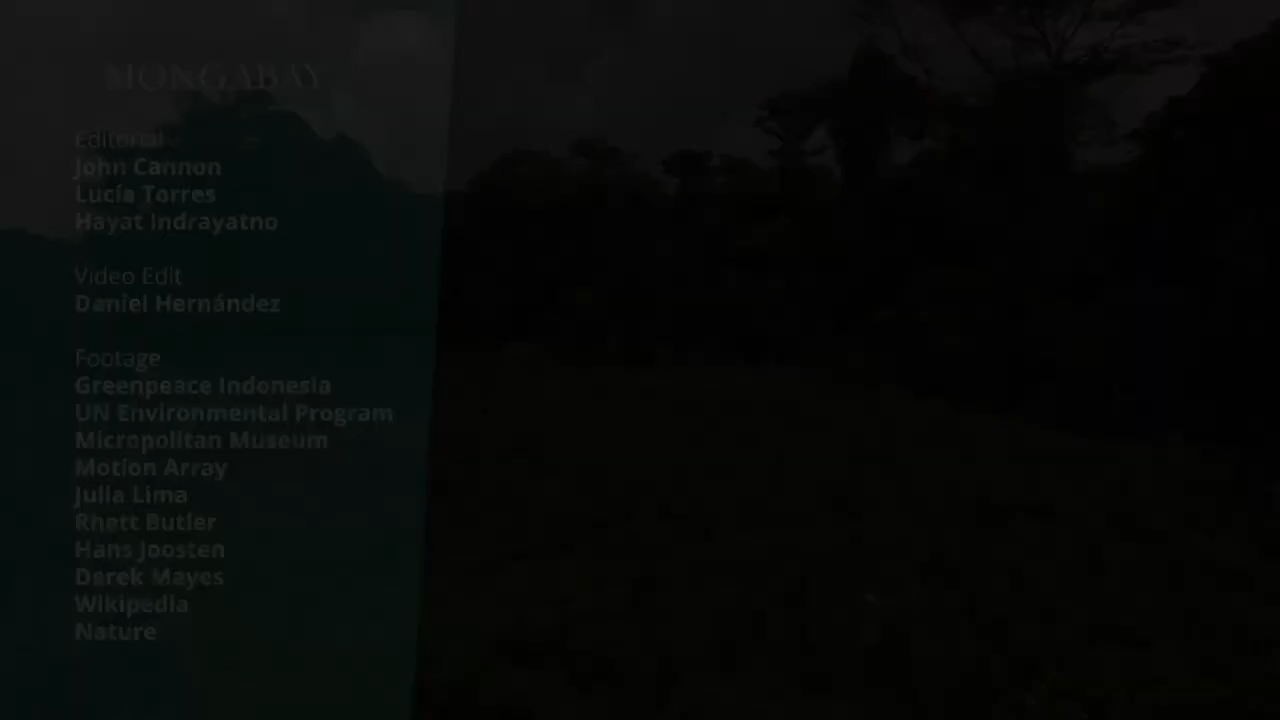 MONGABAY
Editorial
John Cannon
Lucía Torres
Hayat Indrayatno
Video Edit
Daniel Hernández
Footage
Greenpeace Indonesia
UN Environmental Program
Micropolitan Museum
Motion Array
Julia Lima
Rhett Butler
Hans Joosten
Darek Mayes
Wikipedia
Nature